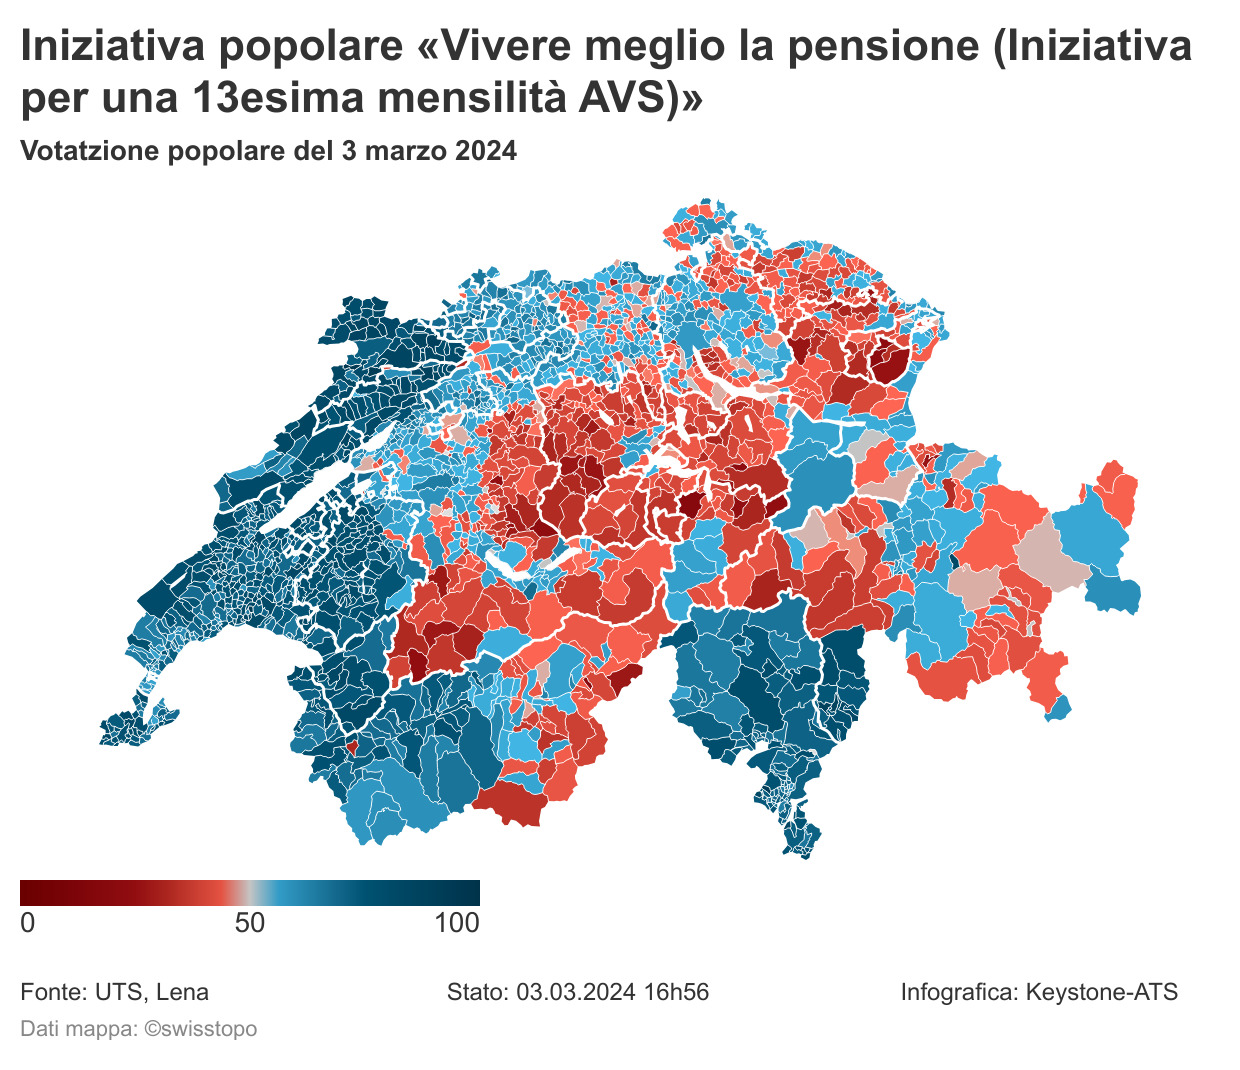 Iniziativa popolare «Vivere meglio la pensione (Iniziativa
per una 13esima mensilità AVS)»
Votatzione popolare del 3 marzo 2024
0 50 100
Fonte: UTS, Lena Stato: 03.03.2024 16h56 Infografica: Keystone-ATS
Dati mappa: ©swisstopo